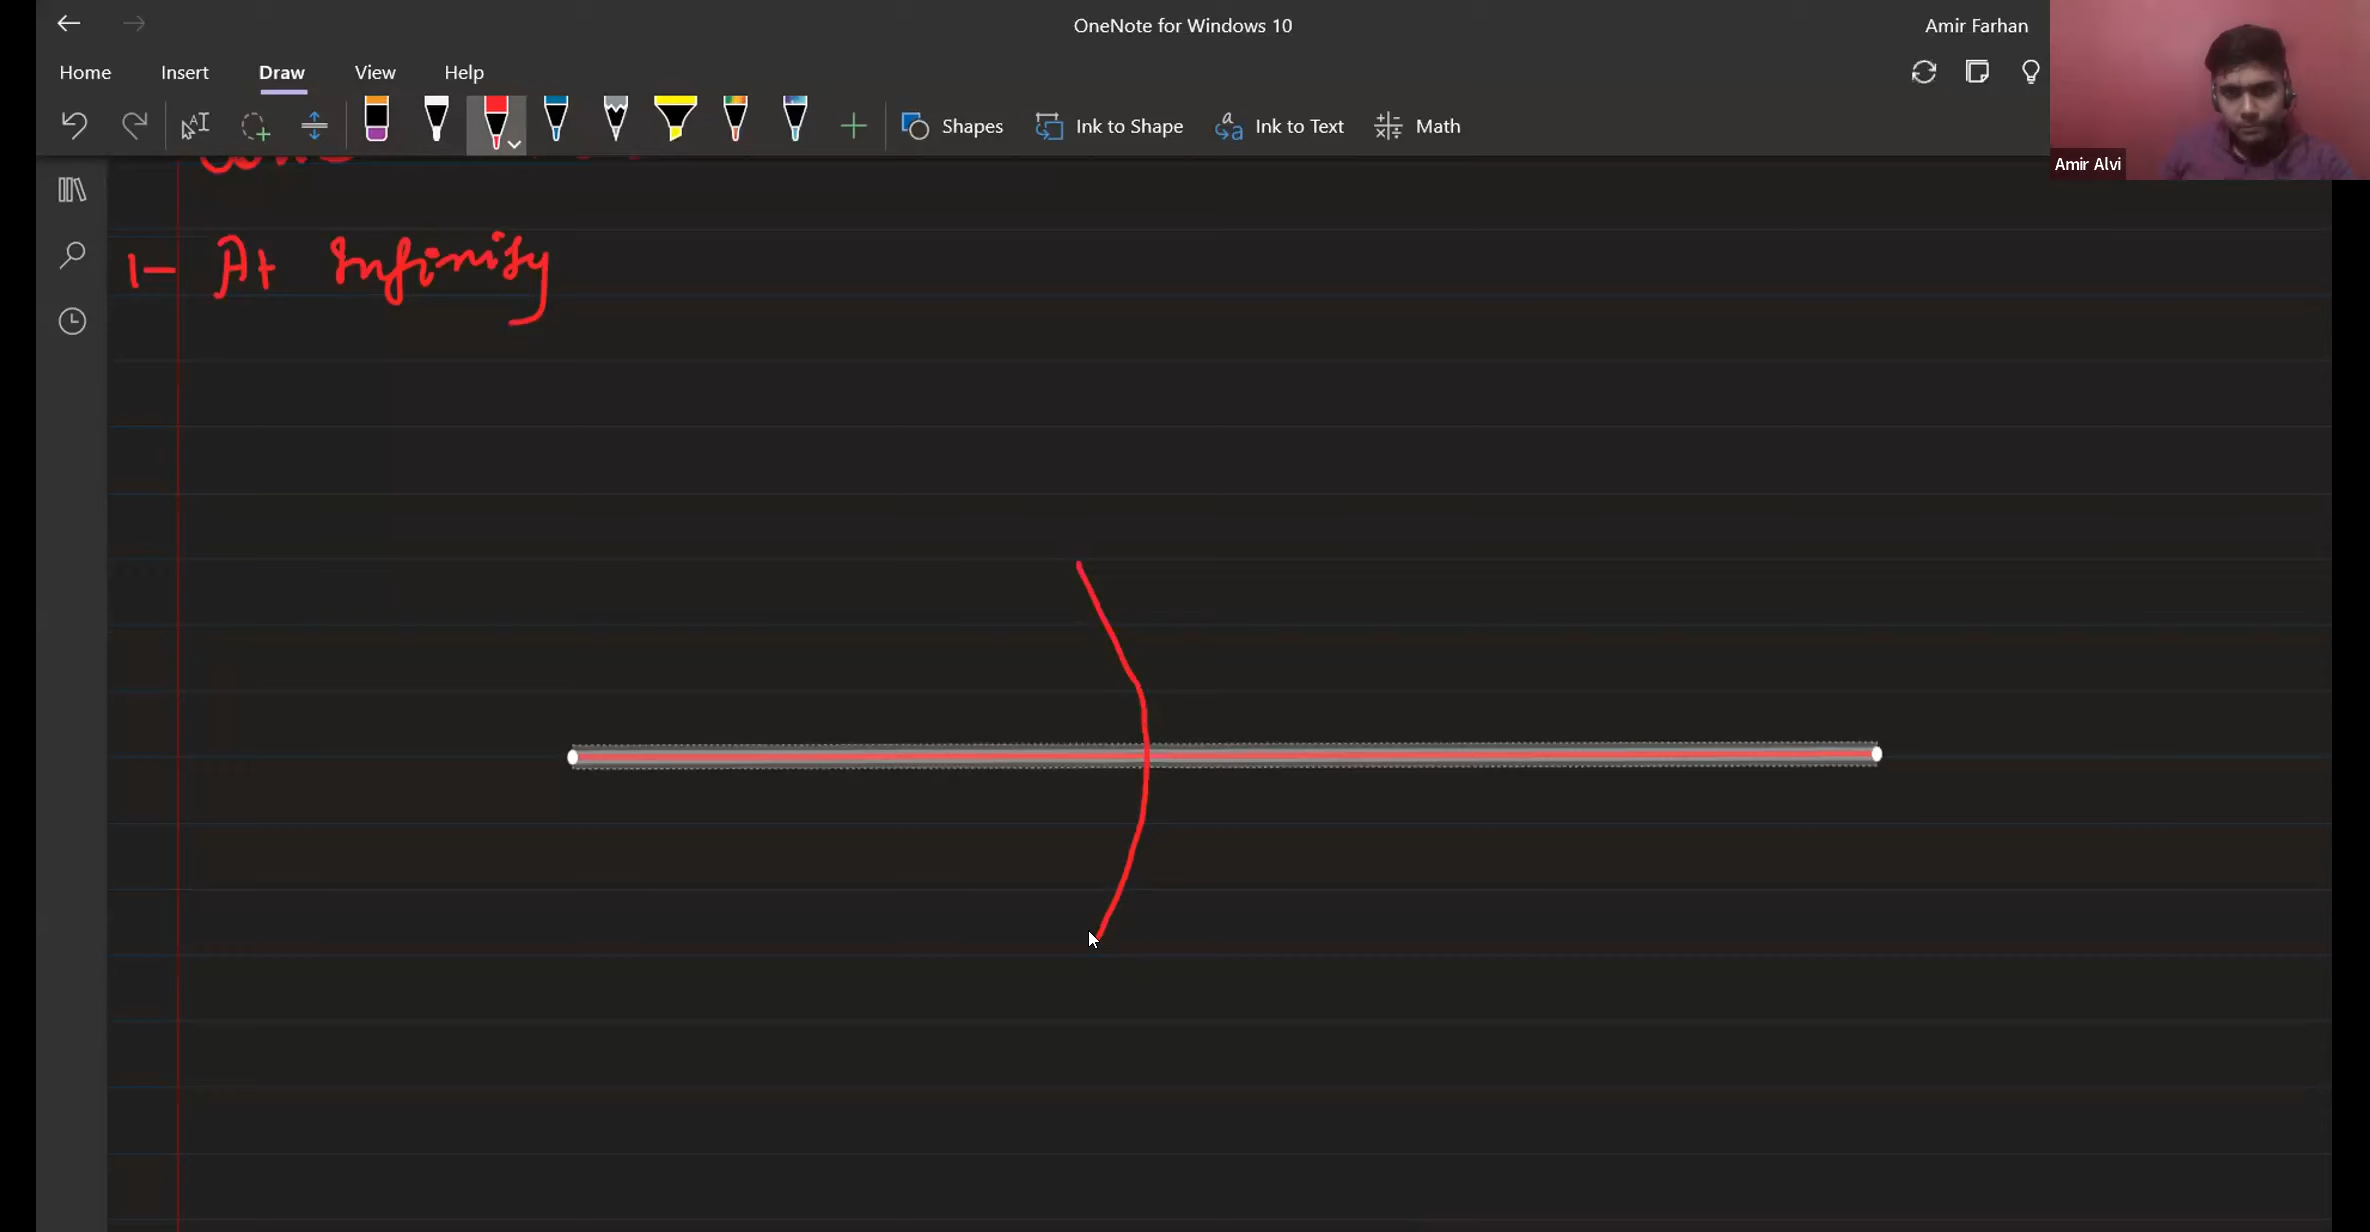 OneNote for Windows 10
Amir Farhan
Home Insert Draw View Help
Shapes Ink to Shape Ink to Text Math
Amir Alvi
1- At Infinity